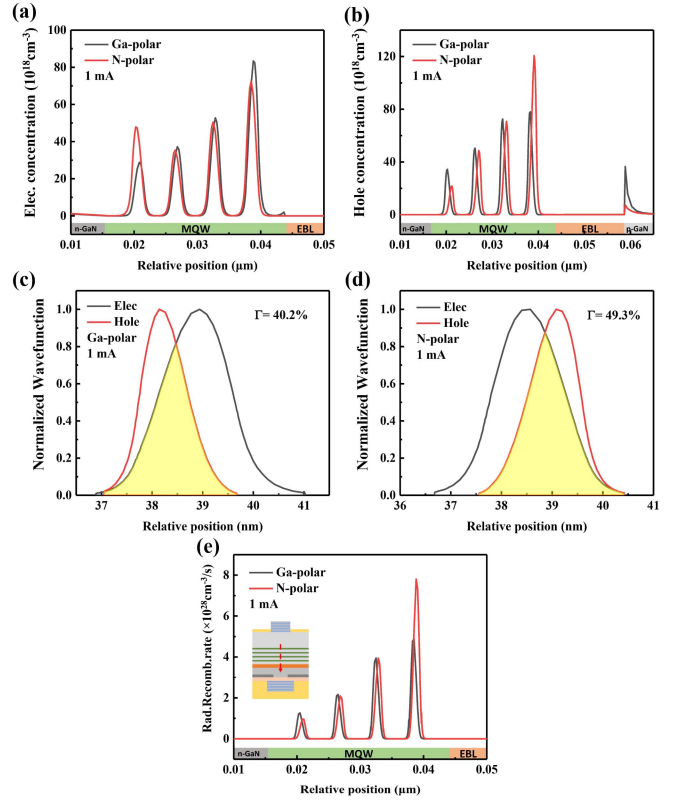 (a)
Elec. concentration (10¹⁸cm⁻³)
100
80
60
40
20
0
Ga-polar
N-polar
1 mA
n-GaN
MQW
EBL
0.01 0.02 0.03 0.04 0.05
Relative position (μm)
(b)
Hole concentration (10¹⁸cm⁻³)
120
80
40
0
Ga-polar
N-polar
1 mA
n-GaN
MQW
EBL
p-GaN
0.01 0.02 0.03 0.04 0.05 0.06
Relative position (μm)
(c)
Normalized Wavefunction
1.0
0.8
0.6
0.4
0.2
0.0
Elec
Hole
Ga-polar
1 mA
Γ= 40.2%
37 38 39 40 41
Relative position (nm)
(d)
Normalized Wavefunction
1.0
0.8
0.6
0.4
0.2
0.0
Elec
Hole
N-polar
1 mA
Γ= 49.3%
36 37 38 39 40 41
Relative position (nm)
(e)
Rad.Recomb.rate (×10²⁸cm⁻³/s)
8
6
4
2
0
Ga-polar
N-polar
1 mA
n-GaN
MQW
EBL
0.01 0.02 0.03 0.04 0.05
Relative position (μm)